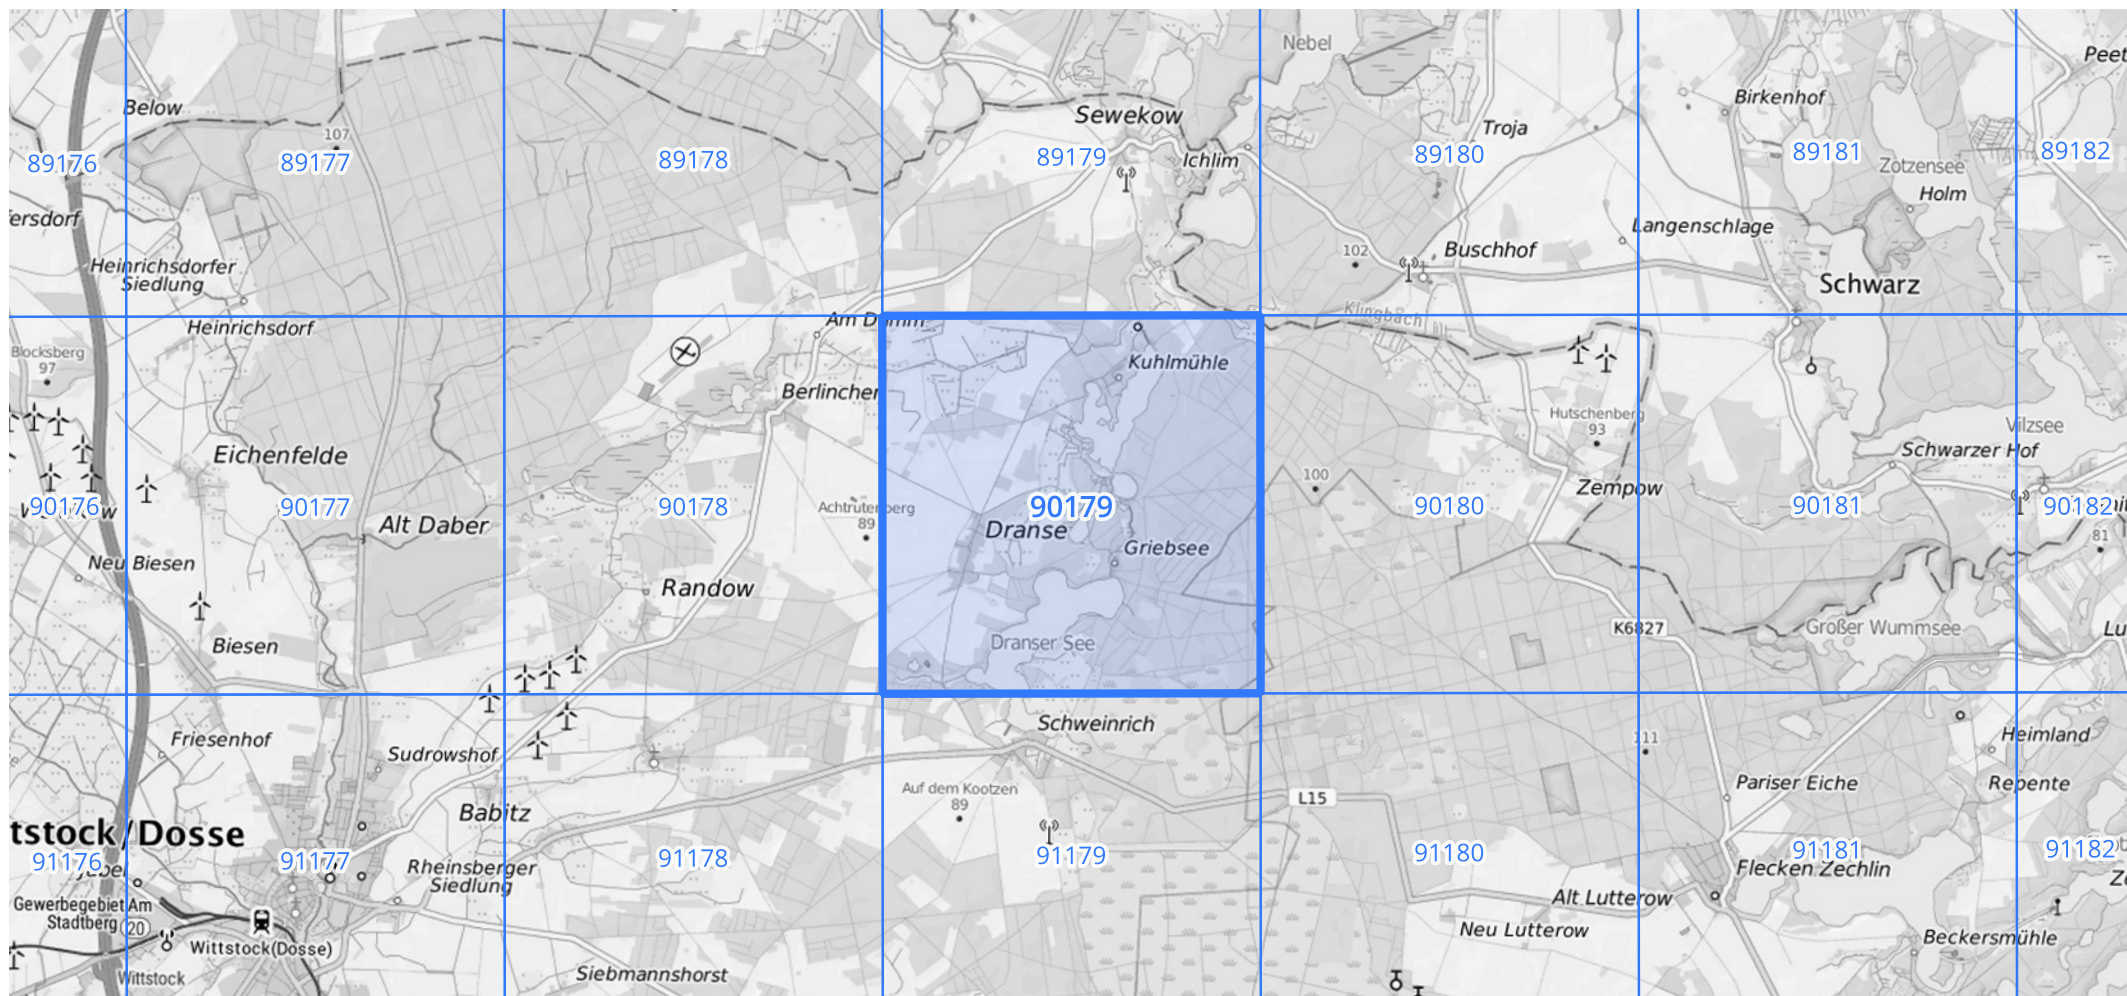 Nebel
Peet
Below
Birkenhof
Sewekow
107
Troja
89176
89177
89178
89179
Ichlim
89180
89181
Zotzensee
89182
Holm
ersdorf
Langenschlage
102
Buschhof
Heinrichsdorfer
Siedlung
Schwarz
Klingbach
Heinrichsdorf
Am Damm
Blocksberg
97
Kuhlmühle
Berlinchen
Hutschenberg
93
Vilzsee
Eichenfelde
Schwarzer Hof
100
Zempow
90176
90177
90178
Achtrutenberg
89
90179
90180
90181
90182
Alt Daber
Dranse
Griebsee
81
Neu Biesen
Randow
K6827
Großer Wummsee
Lu
Biesen
Dranser See
Schweinrich
Friesenhof
111
Heimland
Sudrowshof
Auf dem Kootzen
89
Pariser Eiche
Repente
L15
Babitz
tstock/Dosse
91176
91177
91178
91179
91180
91181
91182
Jabel
Rheinsberger
Siedlung
Flecken Zechlin
Ze
Gewerbegebiet Am
Stadtberg
20
Alt Lutterow
Neu Lutterow
Beckersmühle
Wittstock(Dosse)
Wittstock
Siebmannshorst